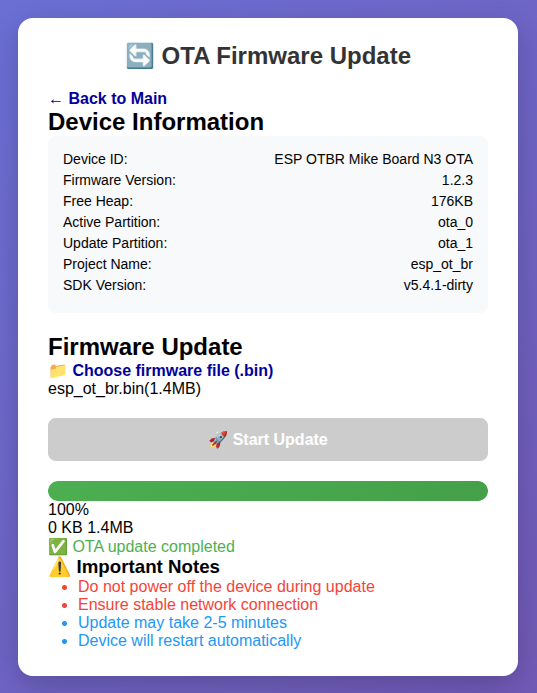 🔄 OTA Firmware Update
← Back to Main
Device Information
Device ID: ESP OTBR Mike Board N3 OTA
Firmware Version: 1.2.3
Free Heap: 176KB
Active Partition: ota_0
Update Partition: ota_1
Project Name: esp_ot_br
SDK Version: v5.4.1-dirty
Firmware Update
📁 Choose firmware file (.bin)
esp_ot_br.bin(1.4MB)
🚀 Start Update
100%
0 KB 1.4MB
✅ OTA update completed
⚠️ Important Notes
• Do not power off the device during update
• Ensure stable network connection
• Update may take 2-5 minutes
• Device will restart automatically